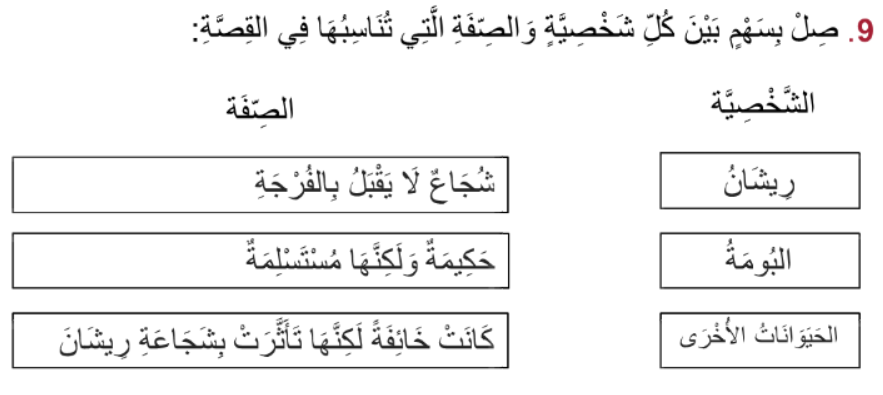 9. صِلْ بِسَهْمٍ بَيْنَ كُلِّ شَخْصِيَّةٍ وَالصِّفَةِ الَّتِي تُنَاسِبُهَا فِي القِصَّةِ:
الشَّخْصِيَّة الصِّفَة
رِيشَانُ شُجَاعٌ لَا يَقْبَلُ بِالفُرْجَةِ
البُومَةُ حَكِيمَةٌ وَلَكِنَّهَا مُسْتَسْلِمَةٌ
الحَيَوَانَاتُ الأُخْرَى كَانَتْ خَائِفَةً لَكِنَّهَا تَأَثَّرَتْ بِشَجَاعَةِ رِيشَانَ